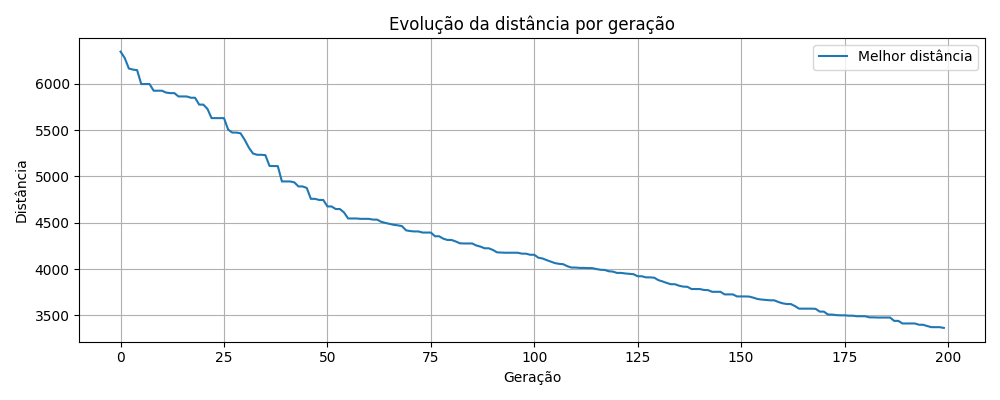 Evolução da distância por geração
Melhor distância
Distância
6000
5500
5000
4500
4000
3500
0 25 50 75 100 125 150 175 200
Geração